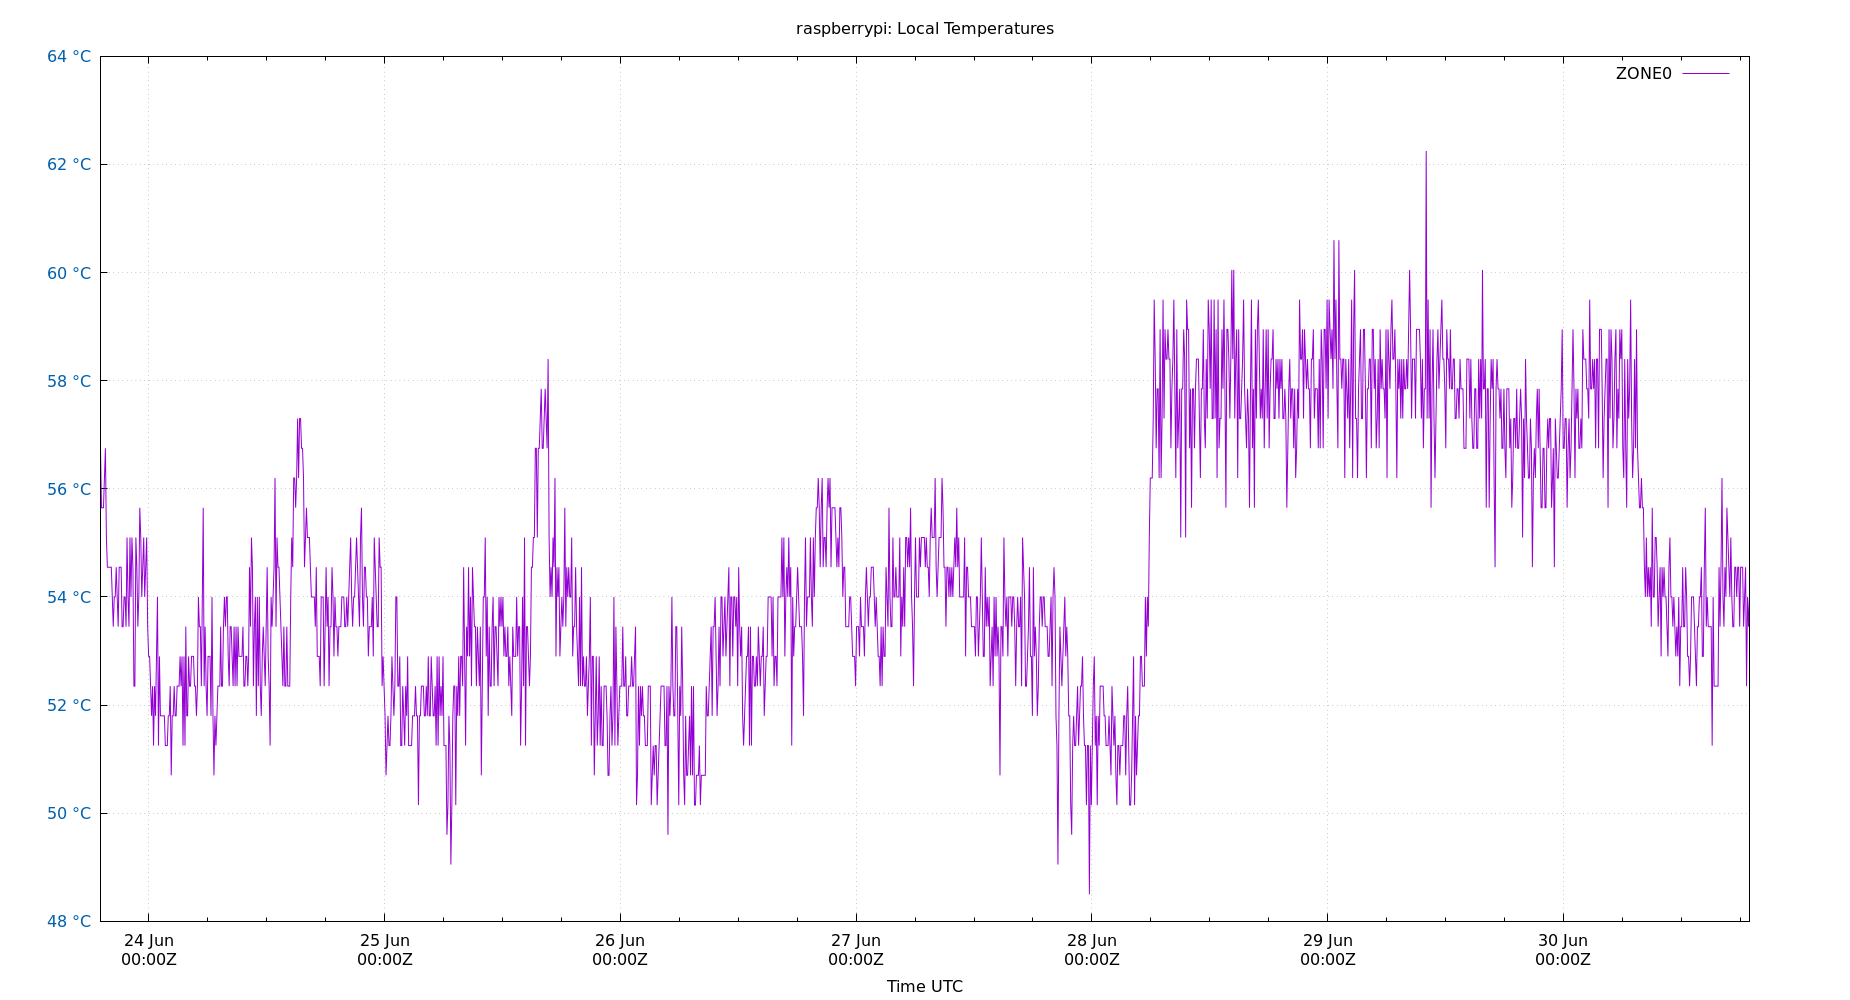 raspberrypi: Local Temperatures
64 °C
62 °C
60 °C
58 °C
56 °C
54 °C
52 °C
50 °C
48 °C
ZONE0
24 Jun
00:00Z
25 Jun
00:00Z
26 Jun
00:00Z
27 Jun
00:00Z
28 Jun
00:00Z
29 Jun
00:00Z
30 Jun
00:00Z
Time UTC